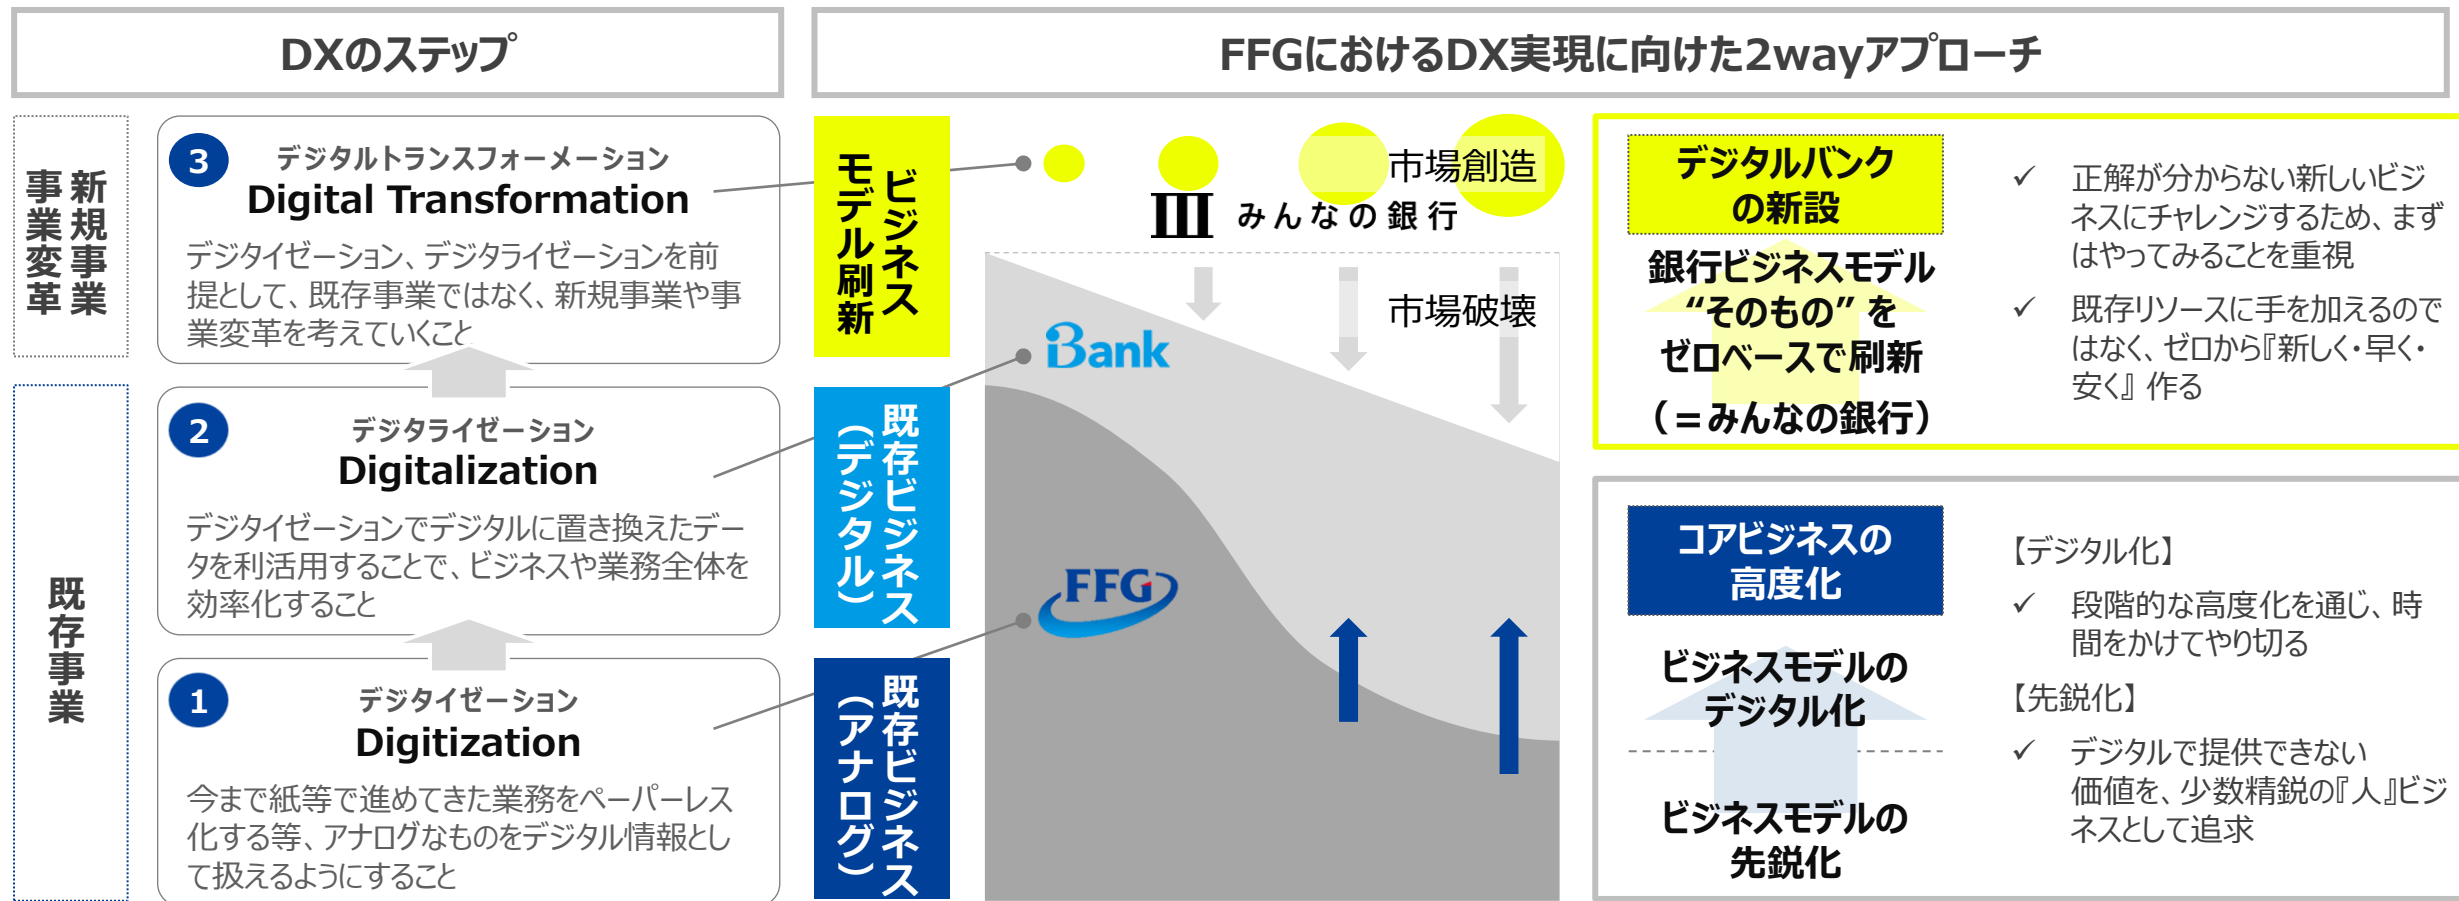 DXのステップ
FFGにおけるDX実現に向けた2wayアプローチ
新規事業
事業変革
3
デジタルトランスフォーメーション
Digital Transformation
デジタイゼーション、デジタライゼーションを前
提として、既存事業ではなく、新規事業や事
業変革を考えていくこと
既存事業
2
デジタライゼーション
Digitalization
デジタイゼーションでデジタルに置き換えたデー
タを利活用することで、ビジネスや業務全体を
効率化すること
1
デジタイゼーション
Digitization
今まで紙等で進めてきた業務をペーパーレス
化する等、アナログなものをデジタル情報とし
て扱えるようにすること
ビジネス
モデル刷新
既存ビジネス
（デジタル）
既存ビジネス
（アナログ）
市場創造
みんなの銀行
市場破壊
iBank
FFG
デジタルバンク
の新設
銀行ビジネスモデル
“そのもの” を
ゼロベースで刷新
（＝みんなの銀行）
✓ 正解が分からない新しいビジ
ネスにチャレンジするため、まず
はやってみることを重視
✓ 既存リソースに手を加えるので
はなく、ゼロから『新しく・早く・
安く』 作る
コアビジネスの
高度化
ビジネスモデルの
デジタル化
ビジネスモデルの
先鋭化
【デジタル化】
✓ 段階的な高度化を通じ、時
間をかけてやり切る
【先鋭化】
✓ デジタルで提供できない
価値を、少数精鋭の『人』ビジ
ネスとして追求